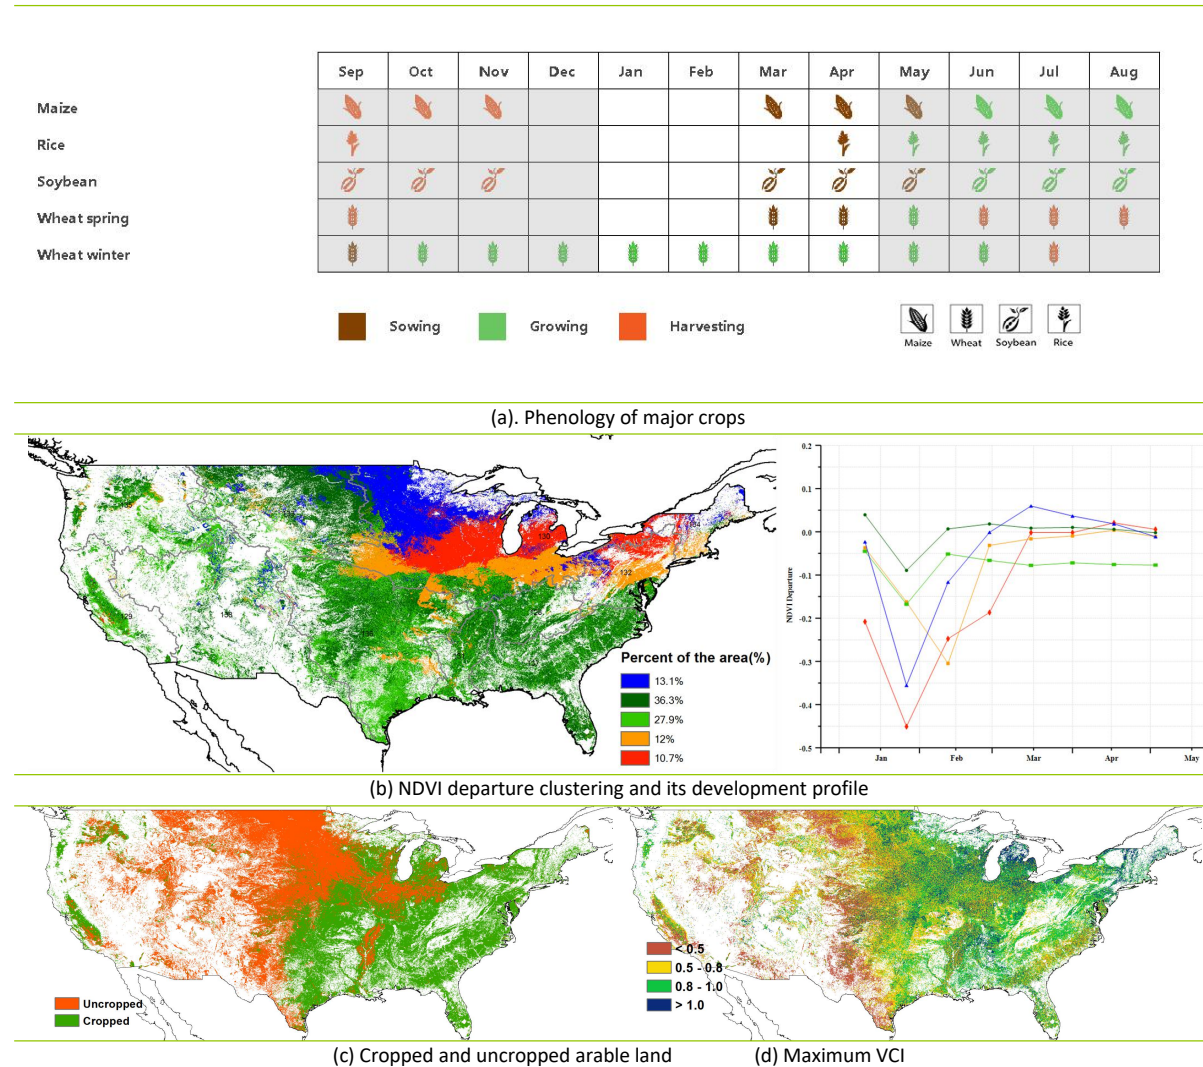 Sep Oct Nov Dec Jan Feb Mar Apr May Jun Jul Aug
Maize
Rice
Soybean
Wheat spring
Wheat winter
Sowing Growing Harvesting
Maize Wheat Soybean Rice
(a). Phenology of major crops
Percent of the area(%)
13.1%
36.3%
27.9%
12%
10.7%
130
132
0.2
0.1
0.0
-0.1
-0.2
-0.3
-0.4
-0.5
NDVI Departure
Jan Feb Mar Apr May
(b) NDVI departure clustering and its development profile
Uncropped
Cropped
< 0.5
0.5 - 0.8
0.8 - 1.0
> 1.0
(c) Cropped and uncropped arable land (d) Maximum VCI